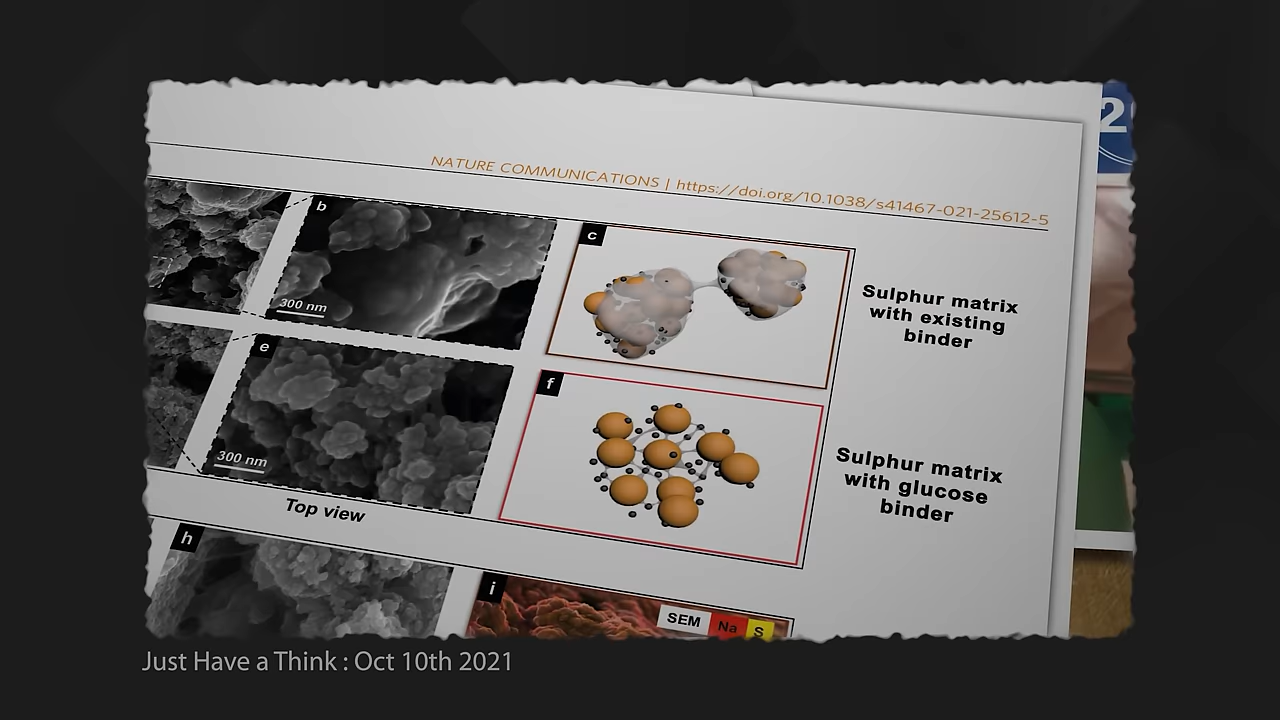 2
NATURE COMMUNICATIONS | https://doi.org/10.1038/s41467-021-25612-5
b
300 nm
c
Sulphur matrix
with existing
binder
e
300 nm
f
Sulphur matrix
with glucose
binder
Top view
h
i
SEM Na S
Just Have a Think : Oct 10th 2021